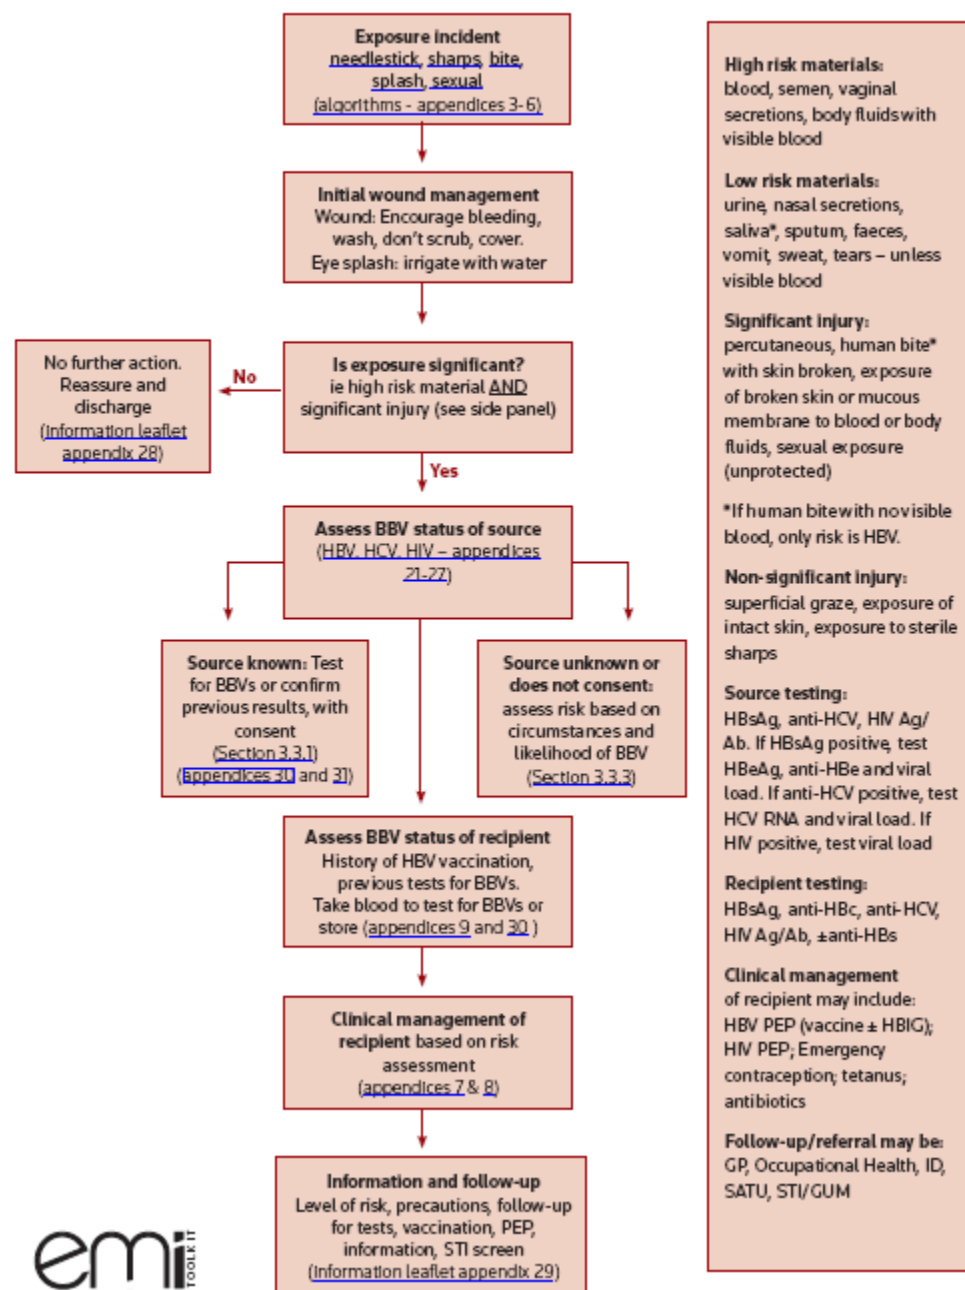 Exposure incident
needlestick, sharps, bite,
splash, sexual
(algorithms - appendices 3-6)
Initial wound management
Wound: Encourage bleeding,
wash, don't scrub, cover.
Eye splash: irrigate with water
Is exposure significant?
ie high risk material AND
significant injury (see side panel)
No
No further action.
Reassure and
discharge
(information leaflet
appendix 28)
Yes
Assess BBV status of source
(HBV, HCV, HIV – appendices
21-27)
Source known: Test
for BBVs or confirm
previous results, with
consent
(Section 3.3.1)
(appendices 30 and 31)
Source unknown or
does not consent:
assess risk based on
circumstances and
likelihood of BBV
(Section 3.3.3)
Assess BBV status of recipient
History of HBV vaccination,
previous tests for BBVs.
Take blood to test for BBVs or
store (appendices 9 and 30 )
Clinical management of
recipient based on risk
assessment
(appendices 7 & 8)
Information and follow-up
Level of risk, precautions, follow-up
for tests, vaccination, PEP,
information, STI screen
(information leaflet appendix 29)
High risk materials:
blood, semen, vaginal
secretions, body fluids with
visible blood
Low risk materials:
urine, nasal secretions,
saliva*, sputum, faeces,
vomit, sweat, tears – unless
visible blood
Significant injury:
percutaneous, human bite*
with skin broken, exposure
of broken skin or mucous
membrane to blood or body
fluids, sexual exposure
(unprotected)
*If human bite with no visible
blood, only risk is HBV.
Non-significant injury:
superficial graze, exposure of
intact skin, exposure to sterile
sharps
Source testing:
HBsAg, anti-HCV, HIV Ag/
Ab. If HBsAg positive, test
HBeAg, anti-HBe and viral
load. If anti-HCV positive, test
HCV RNA and viral load. If
HIV positive, test viral load
Recipient testing:
HBsAg, anti-HBc, anti-HCV,
HIV Ag/Ab, ±anti-HBs
Clinical management
of recipient may include:
HBV PEP (vaccine ± HBIG);
HIV PEP; Emergency
contraception; tetanus;
antibiotics
Follow-up/referral may be:
GP, Occupational Health, ID,
SATU, STI/GUM
emi
TOOLKIT